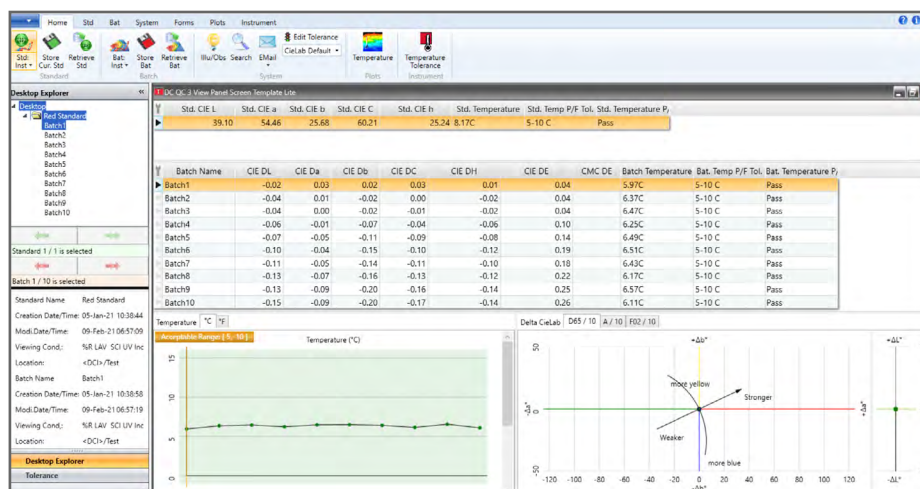 Home Std Bat System Forms Plots Instrument
Std: Inst Store Cur. Std Retrieve Std Bat: Inst Store Bat Retrieve Bat Illu/Obs Search EMail Edit Tolerance CieLab Default Temperature Temperature Tolerance
Standard Batch System Plots Instrument
Desktop Explorer
Desktop
Red Standard
Batch1
Batch2
Batch3
Batch4
Batch5
Batch6
Batch7
Batch8
Batch9
Batch10
Standard 1 / 1 is selected
Batch 1 / 10 is selected
Standard Name Red Standard
Creation Date/Time: 05-Jan-21 10:38:44
Modi.Date/Time: 09-Feb-21 06:57:09
Viewing Cond.: %R LAV SCI UV Inc
Location: <DCI>/Test
Batch Name Batch1
Creation Date/Time: 05-Jan-21 10:38:58
Modi.Date/Time: 09-Feb-21 06:57:19
Viewing Cond.: %R LAV SCI UV Inc
Location: <DCI>/Test
Desktop Explorer
Tolerance
DC QC 3 View Panel Screen Template Lite
Std. CIE L Std. CIE a Std. CIE b Std. CIE C Std. CIE h Std. Temperature Std. Temp P/F Tol. Std. Temperature P/
39.10 54.46 25.68 60.21 25.24 8.17C 5-10 C Pass
Batch Name CIE DL CIE Da CIE Db CIE DC CIE DH CIE DE CMC DE Batch Temperature Bat. Temp P/F Tol. Bat. Temperature P/
Batch1 -0.02 0.03 0.02 0.03 0.01 0.04 5.97C 5-10 C Pass
Batch2 -0.04 0.01 -0.02 0.00 -0.02 0.04 6.37C 5-10 C Pass
Batch3 -0.04 0.00 -0.02 -0.01 -0.02 0.04 6.47C 5-10 C Pass
Batch4 -0.06 -0.01 -0.07 -0.04 -0.06 0.10 6.25C 5-10 C Pass
Batch5 -0.07 -0.05 -0.11 -0.09 -0.08 0.14 6.49C 5-10 C Pass
Batch6 -0.10 -0.04 -0.15 -0.10 -0.12 0.19 6.51C 5-10 C Pass
Batch7 -0.11 -0.05 -0.14 -0.11 -0.10 0.18 6.43C 5-10 C Pass
Batch8 -0.13 -0.07 -0.16 -0.13 -0.12 0.22 6.17C 5-10 C Pass
Batch9 -0.13 -0.09 -0.20 -0.16 -0.14 0.25 6.57C 5-10 C Pass
Batch10 -0.15 -0.09 -0.20 -0.17 -0.14 0.26 6.11C 5-10 C Pass
Temperature °C °F
Acceptable Range: [ 5, -10 ]
Temperature (°C)
15
10
5
0
Delta CieLab D65 / 10 A / 10 F02 / 10
+Δb* +ΔL*
50
more yellow
Stronger
-Δa* 0 +Δa*
Weaker
more blue
-50
-120 -100 -80 -60 -40 -20 0 20 40 60 80 100 120
-Δb* -ΔL*